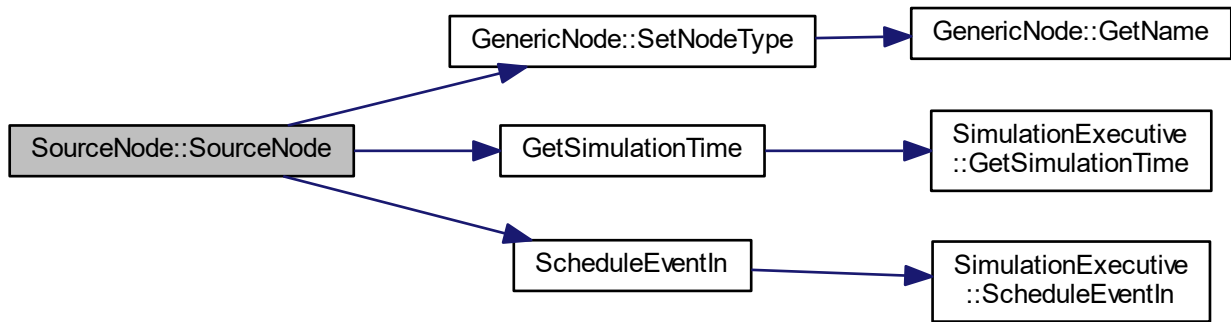 GenericNode::SetNodeType
GenericNode::GetName
SourceNode::SourceNode
GetSimulationTime
SimulationExecutive
::GetSimulationTime
ScheduleEventIn
SimulationExecutive
::ScheduleEventIn